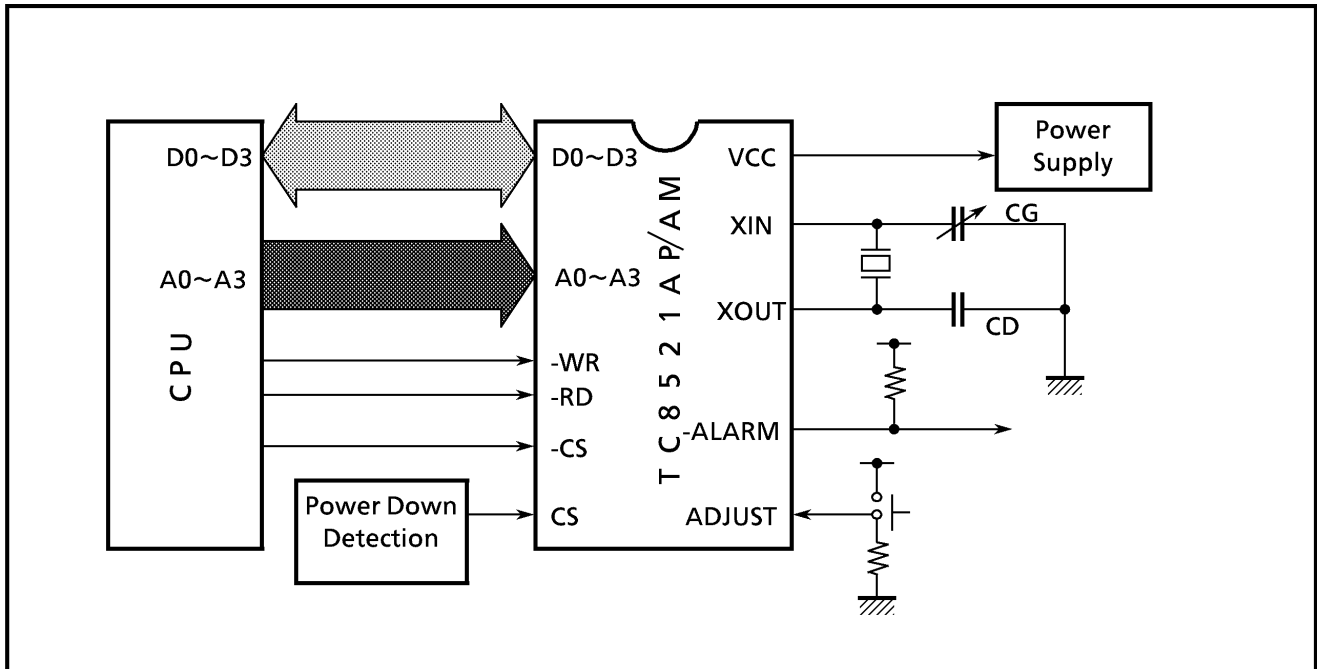 CPU
D0~D3
A0~A3
Power Down
Detection
TC8521AP/AM
D0~D3
A0~A3
-WR
-RD
-CS
CS
VCC
XIN
XOUT
-ALARM
ADJUST
Power
Supply
CG
CD